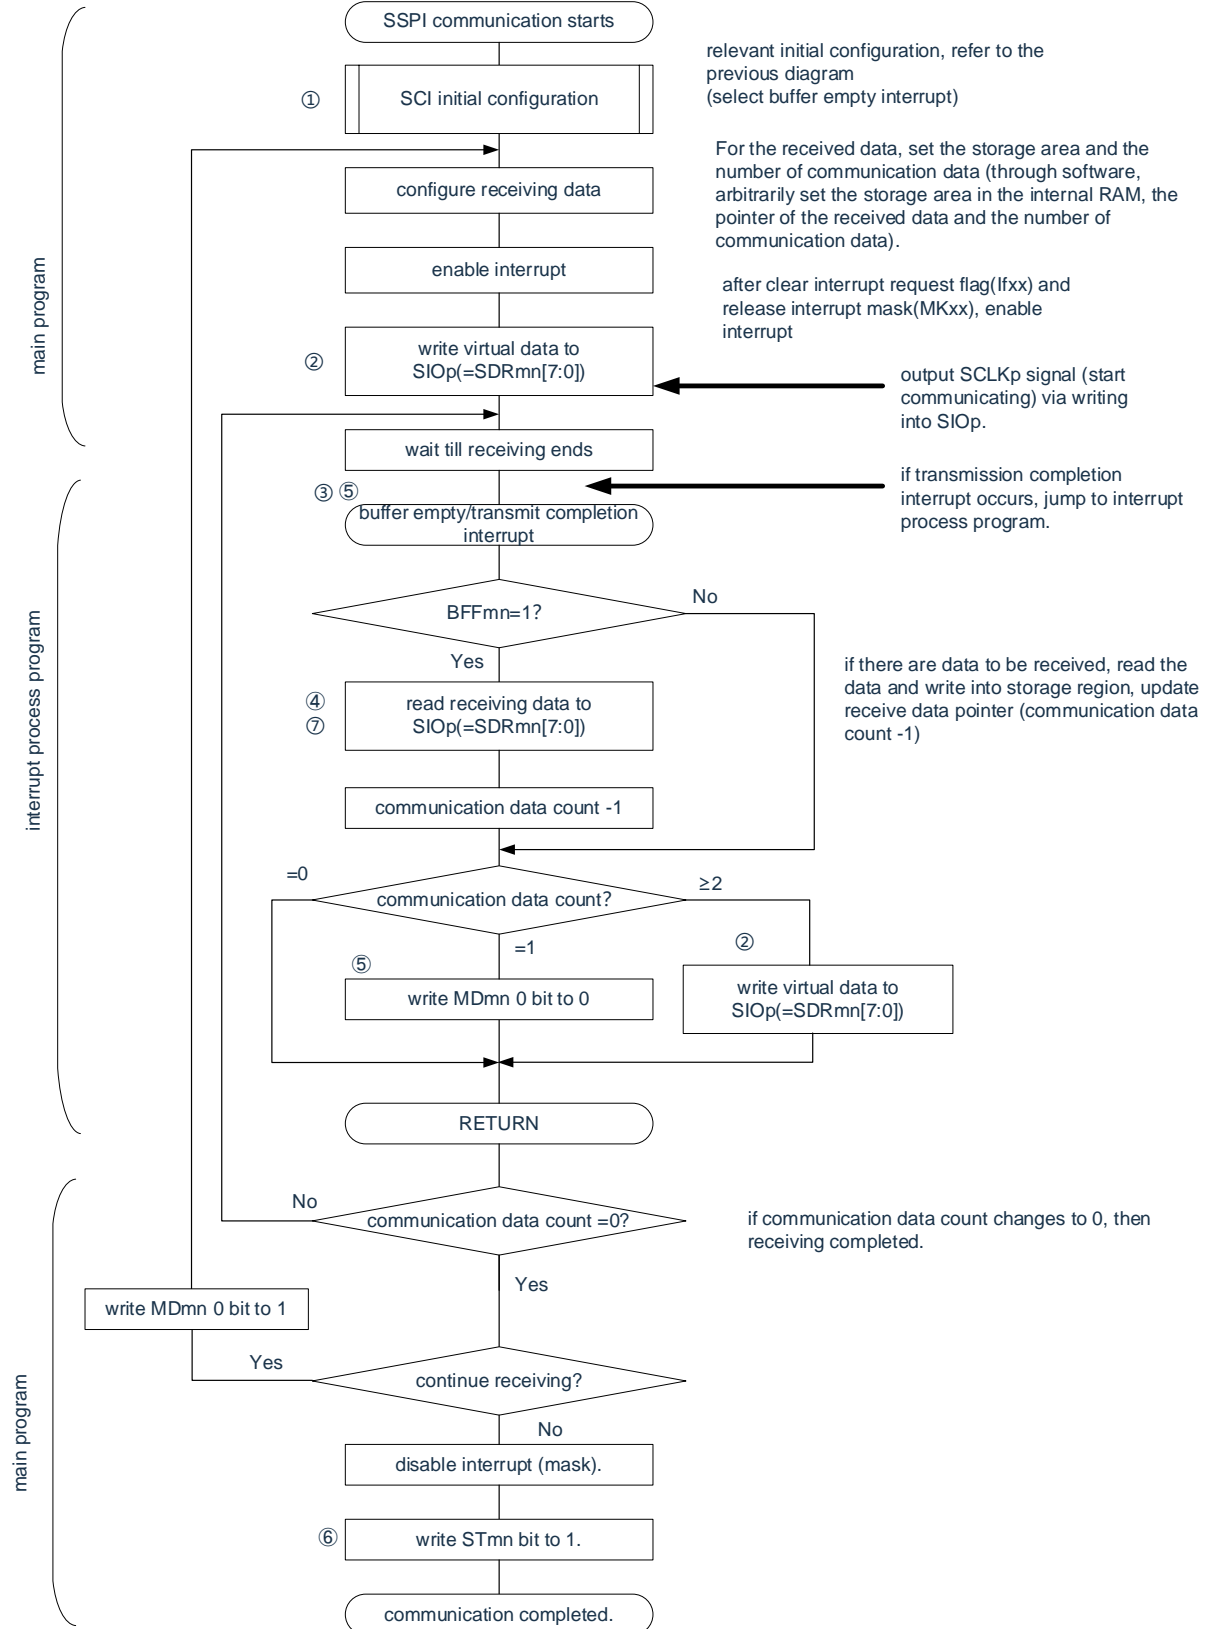 SSPI communication starts
relevant initial configuration, refer to the
previous diagram
(select buffer empty interrupt)
①
SCI initial configuration
For the received data, set the storage area and the
number of communication data (through software,
arbitrarily set the storage area in the internal RAM, the
pointer of the received data and the number of
communication data).
configure receiving data
main program
enable interrupt
after clear interrupt request flag(Ifxx) and
release interrupt mask(MKxx), enable
interrupt
②
write virtual data to
SIOp(=SDRmn[7:0])
output SCLKp signal (start
communicating) via writing
into SIOp.
wait till receiving ends
if transmission completion
interrupt occurs, jump to interrupt
process program.
③ ⑤
buffer empty/transmit completion
interrupt
BFFmn=1?
No
Yes
interrupt process program
④
⑦
read receiving data to
SIOp(=SDRmn[7:0])
if there are data to be received, read the
data and write into storage region, update
receive data pointer (communication data
count -1)
communication data count -1
=0
communication data count?
≥2
=1
②
⑤
write MDmn 0 bit to 0
write virtual data to
SIOp(=SDRmn[7:0])
RETURN
No
communication data count =0?
if communication data count changes to 0, then
receiving completed.
Yes
write MDmn 0 bit to 1
Yes
continue receiving?
No
main program
disable interrupt (mask).
⑥
write STmn bit to 1.
communication completed.